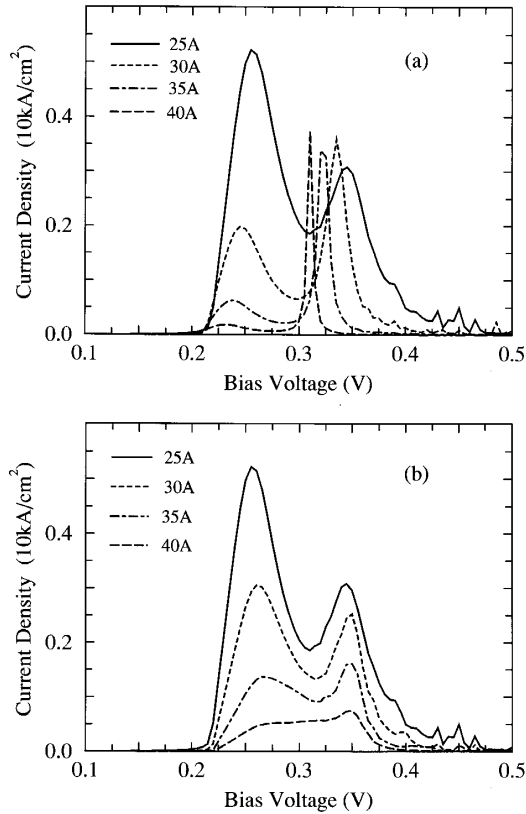 25A
30A
35A
40A
(a)
Current Density (10kA/cm²)
0.4
0.2
0.0
0.1 0.2 0.3 0.4 0.5
Bias Voltage (V)
25A
30A
35A
40A
(b)
Current Density (10kA/cm²)
0.4
0.2
0.0
0.1 0.2 0.3 0.4 0.5
Bias Voltage (V)